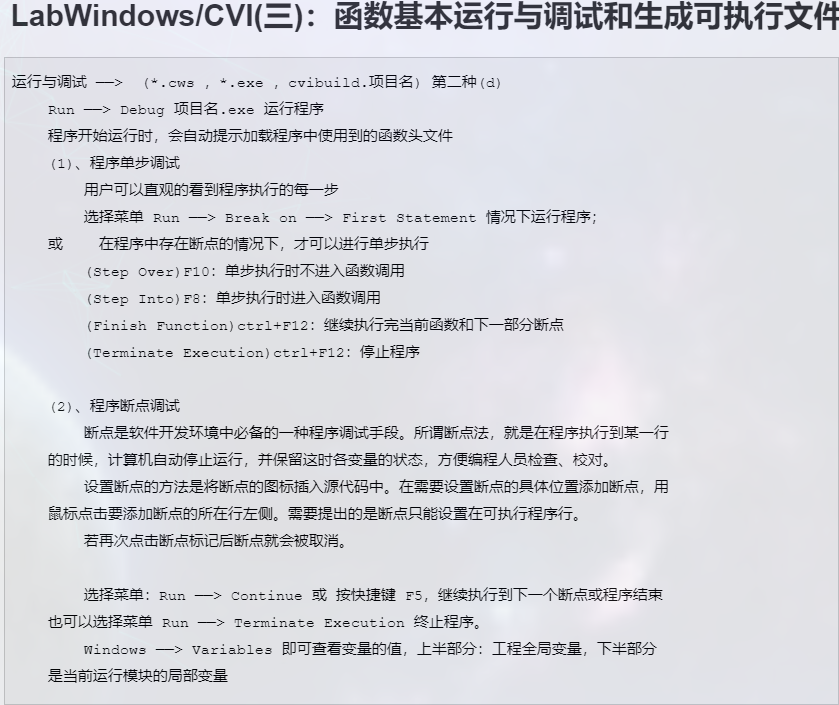 LabWindows/CVI(三)：函数基本运行与调试和生成可执行文件
运行与调试 ——> (*.cws , *.exe , cvibuild.项目名) 第二种(d)
Run ——> Debug 项目名.exe 运行程序
程序开始运行时，会自动提示加载程序中使用到的函数头文件
(1)、程序单步调试
用户可以直观的看到程序执行的每一步
选择菜单 Run ——> Break on ——> First Statement 情况下运行程序；
或 在程序中存在断点的情况下，才可以进行单步执行
(Step Over)F10：单步执行时不进入函数调用
(Step Into)F8：单步执行时进入函数调用
(Finish Function)ctrl+F12：继续执行完当前函数和下一部分断点
(Terminate Execution)ctrl+F12：停止程序
(2)、程序断点调试
断点是软件开发环境中必备的一种程序调试手段。所谓断点法，就是在程序执行到某一行
的时候，计算机自动停止运行，并保留这时各变量的状态，方便编程人员检查、校对。
设置断点的方法是将断点的图标插入源代码中。在需要设置断点的具体位置添加断点，用
鼠标点击要添加断点的所在行左侧。需要提出的是断点只能设置在可执行程序行。
若再次点击断点标记后断点就会被取消。
选择菜单：Run ——> Continue 或 按快捷键 F5，继续执行到下一个断点或程序结束
也可以选择菜单 Run ——> Terminate Execution 终止程序。
Windows ——> Variables 即可查看变量的值，上半部分：工程全局变量，下半部分
是当前运行模块的局部变量